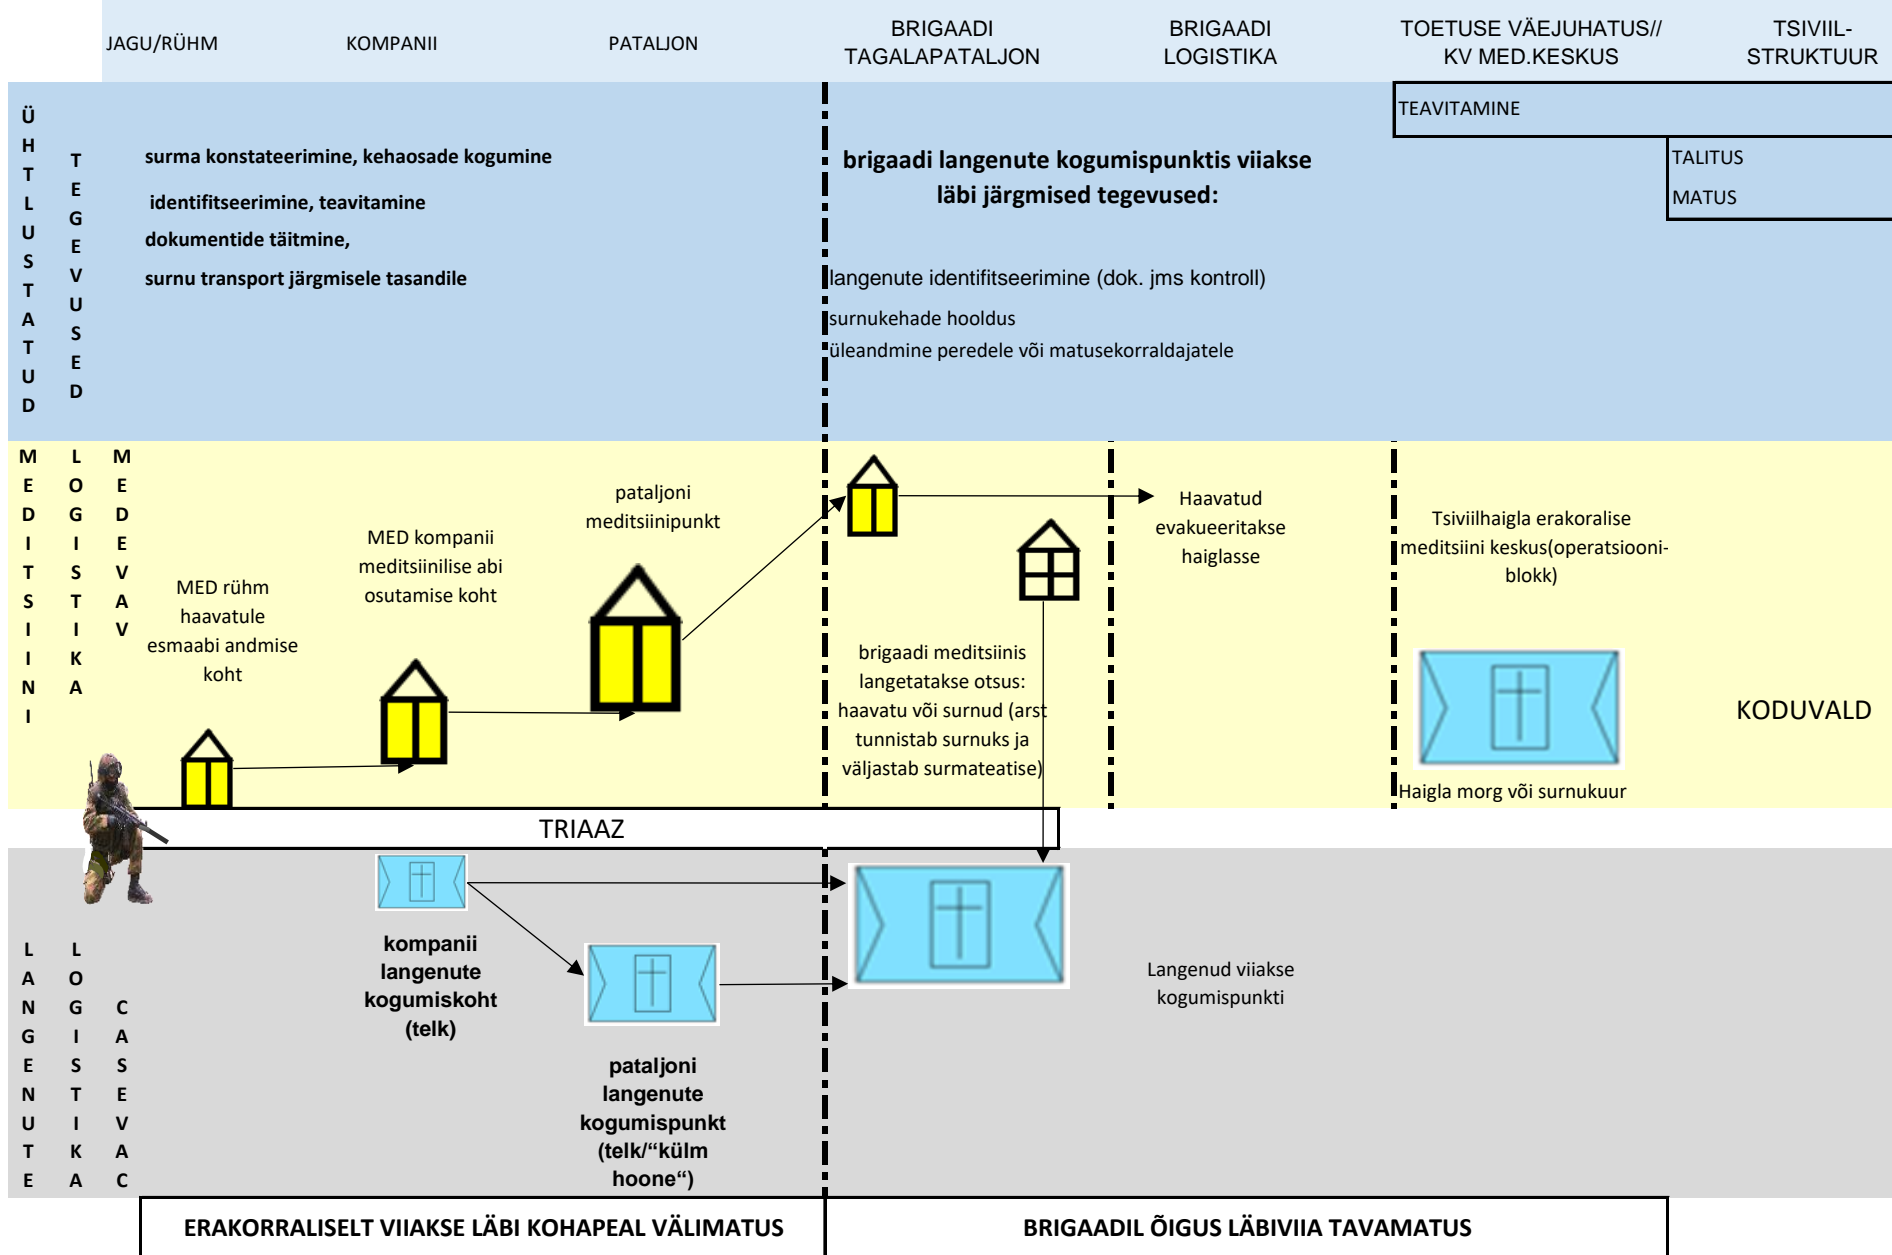 JAGU/RÜHM
KOMPANII
PATALJON
BRIGAADI
TAGALAPATALJON
BRIGAADI
LOGISTIKA
TOETUSE VÄEJUHATUS//
KV MED.KESKUS
TSIVIIL-
STRUKTUUR
ÜHTLUSTATUD
TEGEVUSED
surma konstateerimine, kehaosade kogumine
identifitseerimine, teavitamine
dokumentide täitmine,
surnu transport järgmisele tasandile
brigaadi langenute kogumispunktis viiakse
läbi järgmised tegevused:
langenute identifitseerimine (dok. jms kontroll)
surnukehade hooldus
üleandmine peredele või matusekorraldajatele
TEAVITAMINE
TALITUS
MATUS
MEDITSIINI
LOGISTIKA
MEDEVAV
MED rühm
haavatule
esmaabi andmise
koht
MED kompanii
meditsiinilise abi
osutamise koht
pataljoni
meditsiinipunkt
brigaadi meditsiinis
langetatakse otsus:
haavatu või surnud (arst
tunnistab surnuks ja
väljastab surmateatise)
Haavatud
evakueeritakse
haiglasse
Tsiviilhaigla erakoralise
meditsiini keskus(operatsiooni-
blokk)
Haigla morg või surnukuur
KODUVALD
TRIAAZ
LANGENUTE
LOGISTIKA
CASEVAC
kompanii
langenute
kogumiskoht
(telk)
pataljoni
langenute
kogumispunkt
(telk/“külm
hoone“)
Langenud viiakse
kogumispunkti
ERAKORRALISELT VIIAKSE LÄBI KOHAPEAL VÄLIMATUS
BRIGAADIL ÕIGUS LÄBIVIIA TAVAMATUS